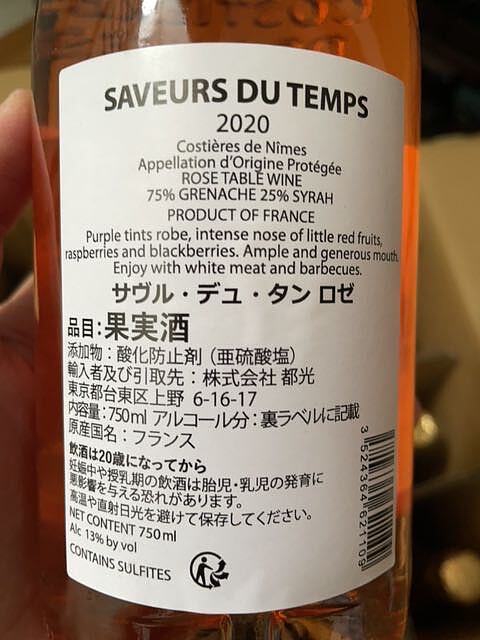 SAVEURS DU TEMPS
2020
Costières de Nîmes
Appellation d'Origine Protégée
ROSE TABLE WINE
75% GRENACHE 25% SYRAH
PRODUCT OF FRANCE
Purple tints robe, intense nose of little red fruits,
raspberries and blackberries. Ample and generous mouth.
Enjoy with white meat and barbecues.
サヴル・デュ・タン ロゼ
品目:果実酒
添加物：酸化防止剤（亜硫酸塩）
輸入者及び引取先：株式会社 都光
東京都台東区上野 6-16-17
内容量:750ml アルコール分：裏ラベルに記載
原産国名：フランス
飲酒は20歳になってから
妊娠中や授乳期の飲酒は胎児・乳児の発育に
悪影響を与える恐れがあります。
高温や直射日光を避けて保存してください。
NET CONTENT 750 ml
Alc 13% by vol
CONTAINS SULFITES
3 524364 621109